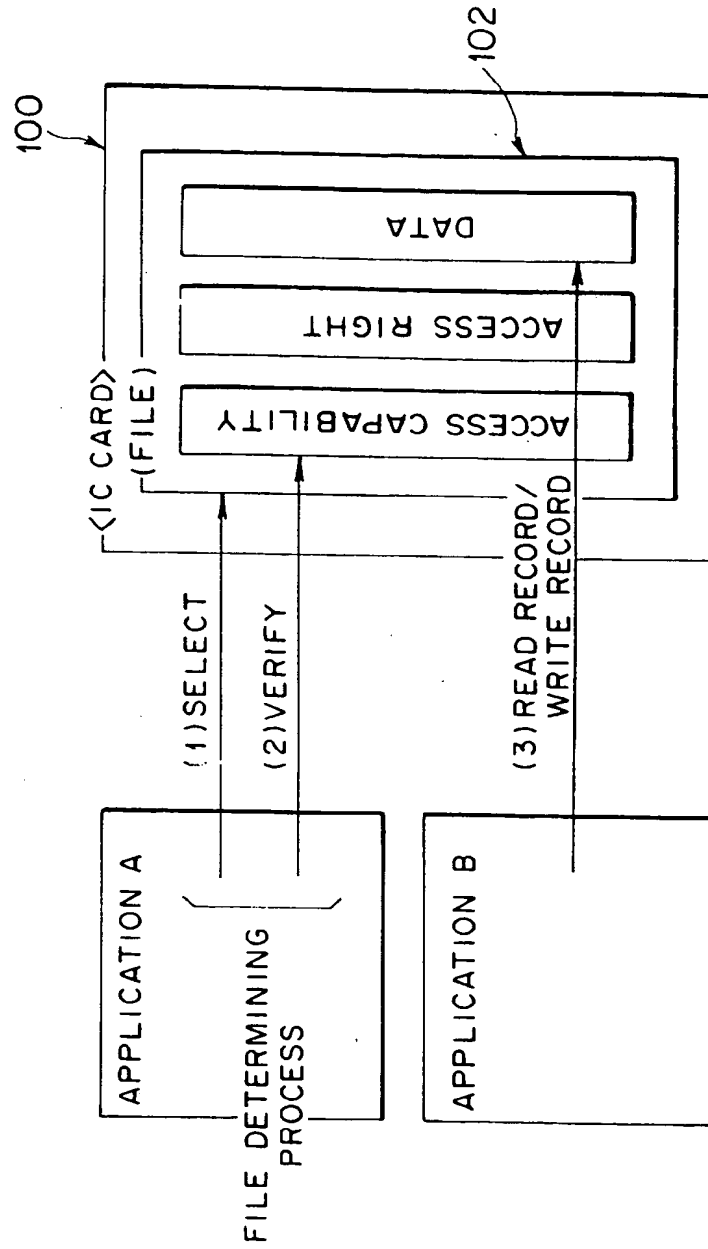 100
<IC CARD>
(FILE)
102
ACCESS CAPABILITY
ACCESS RIGHT
DATA
APPLICATION A
FILE DETERMINING
PROCESS
(1)SELECT
(2)VERIFY
APPLICATION B
(3)READ RECORD/
WRITE RECORD